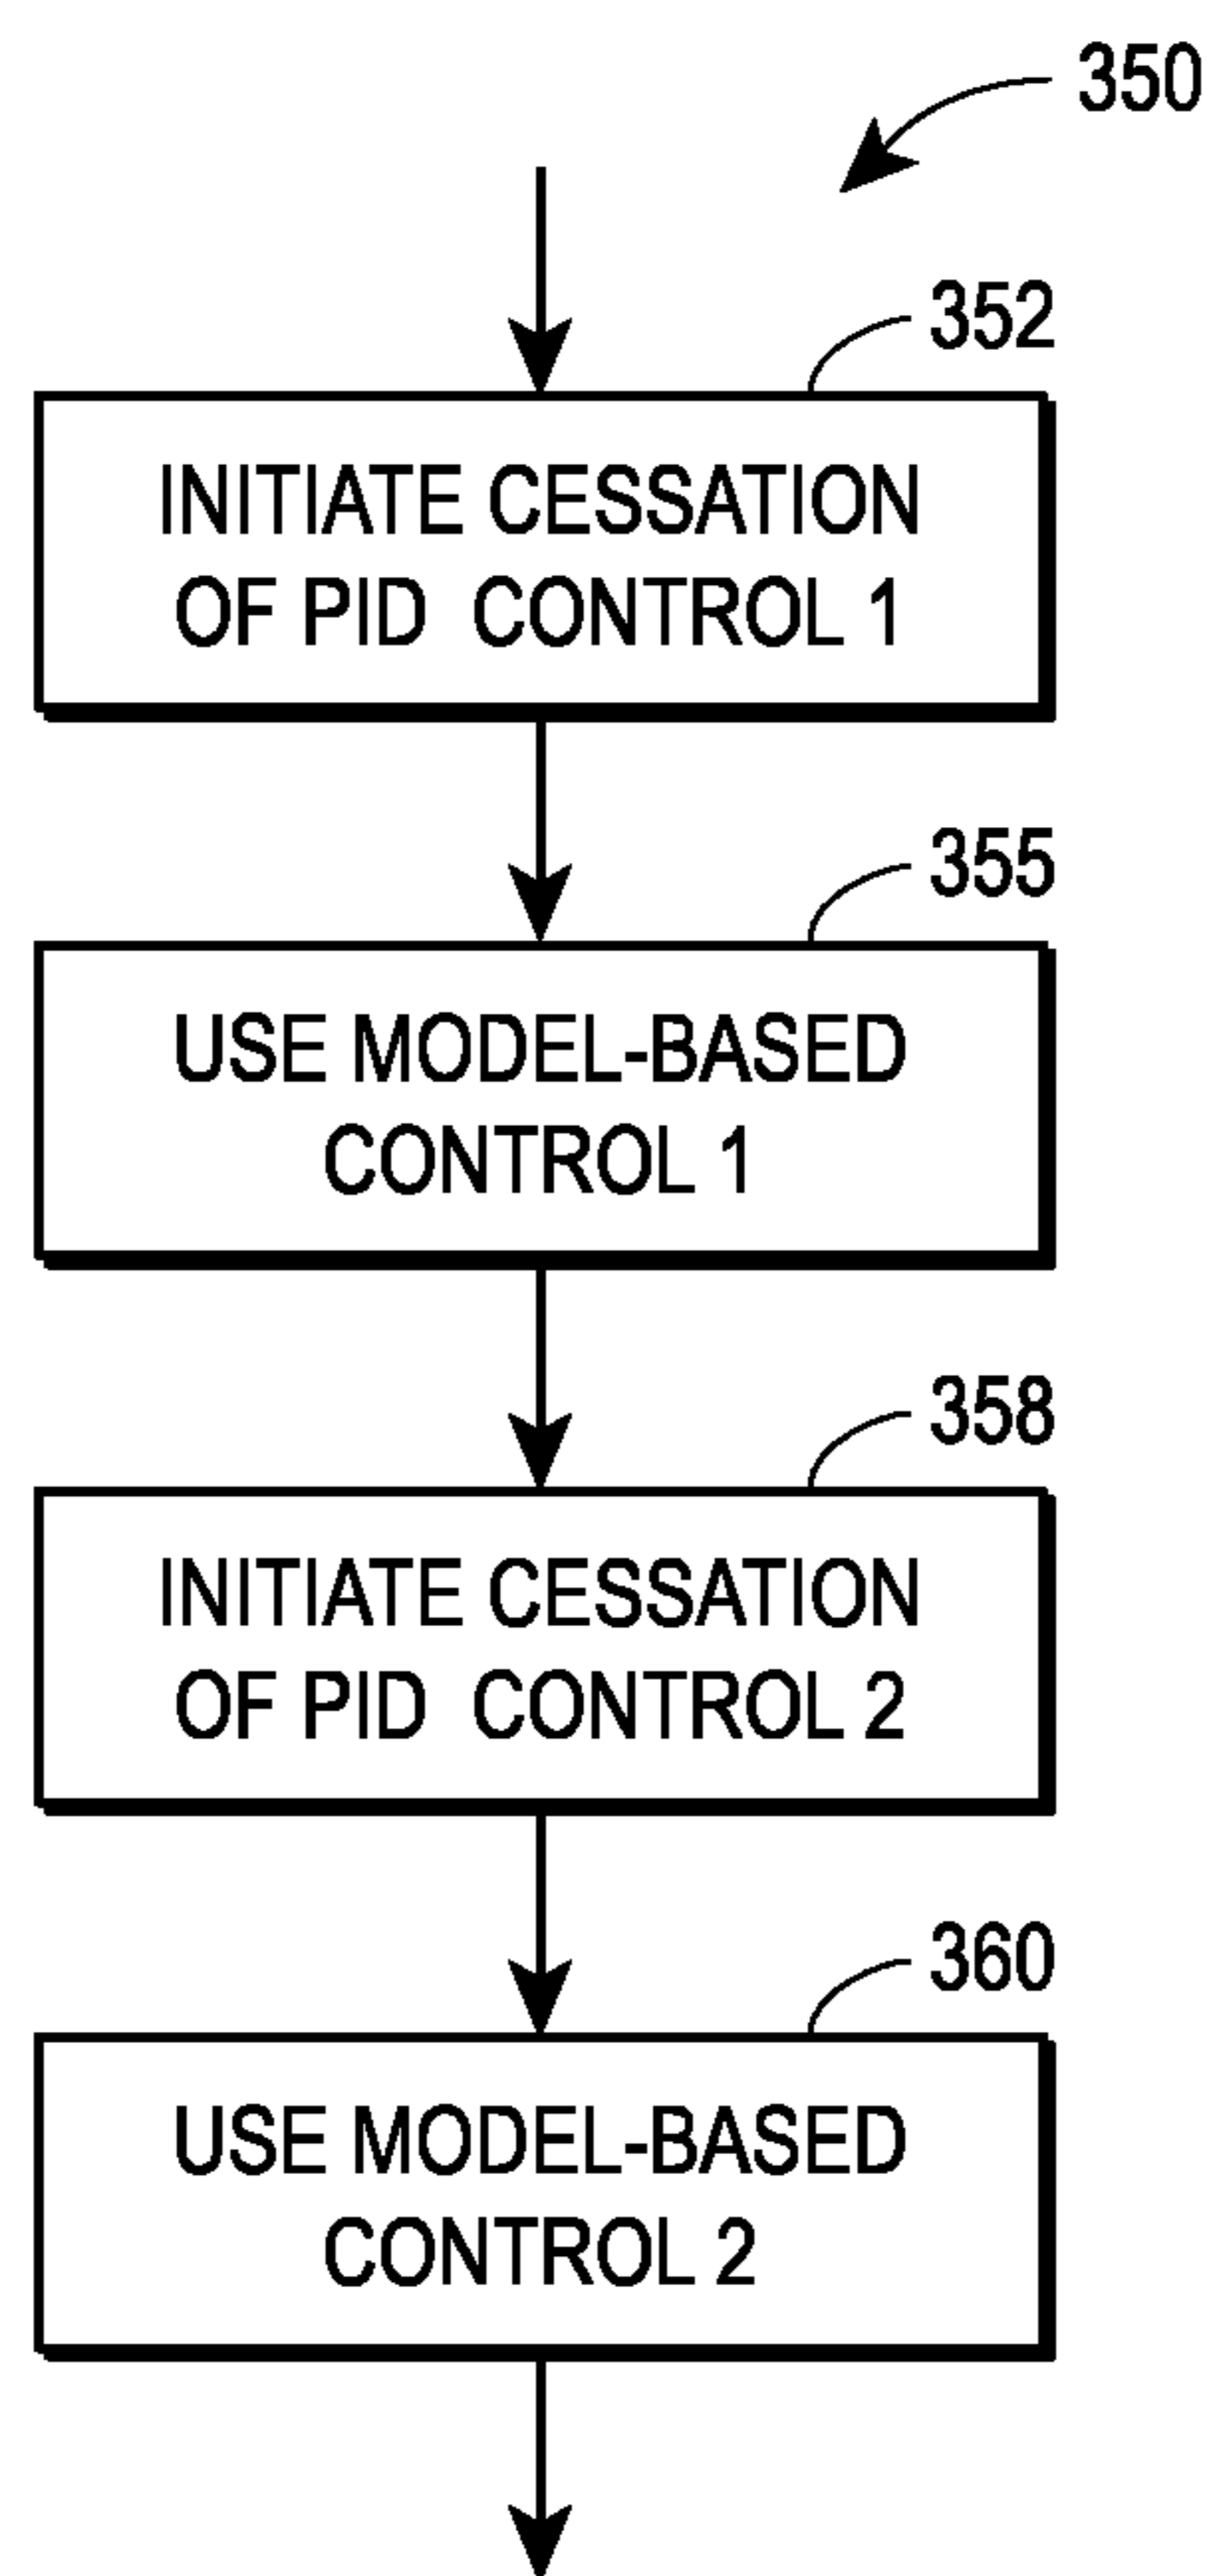 350
352
INITIATE CESSATION
OF PID CONTROL 1
355
USE MODEL-BASED
CONTROL 1
358
INITIATE CESSATION
OF PID CONTROL 2
360
USE MODEL-BASED
CONTROL 2